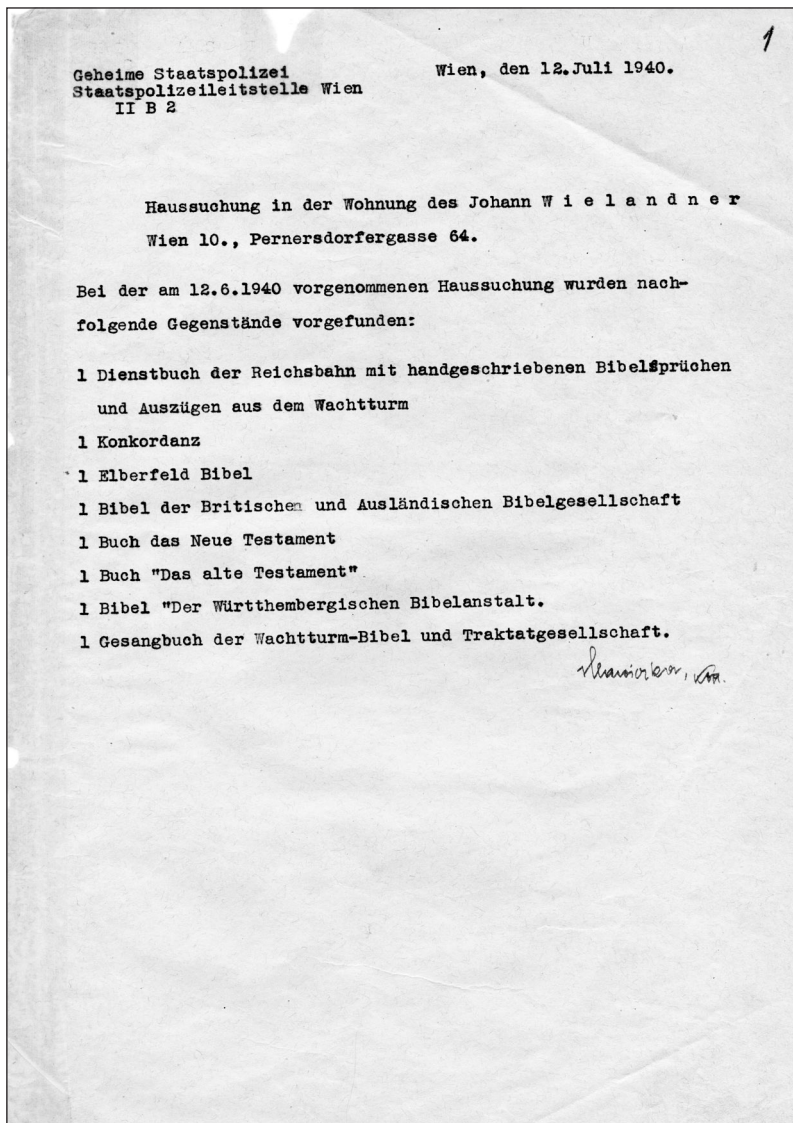 1
Geheime Staatspolizei
Wien, den 12.Juli 1940.
Staatspolizeileitstelle Wien
II B 2
Haussuchung in der Wohnung des Johann W i e l a n d n e r
Wien 10., Pernersdorfergasse 64.
Bei der am 12.6.1940 vorgenommenen Haussuchung wurden nach-
folgende Gegenstände vorgefunden:
1 Dienstbuch der Reichsbahn mit handgeschriebenen Bibelsprüchen
und Auszügen aus dem Wachtturm
1 Konkordanz
1 Elberfeld Bibel
1 Bibel der Britischen und Ausländischen Bibelgesellschaft
1 Buch das Neue Testament
1 Buch "Das alte Testament"
1 Bibel "Der Württhembergischen Bibelanstalt.
1 Gesangbuch der Wachtturm-Bibel und Traktatgesellschaft.